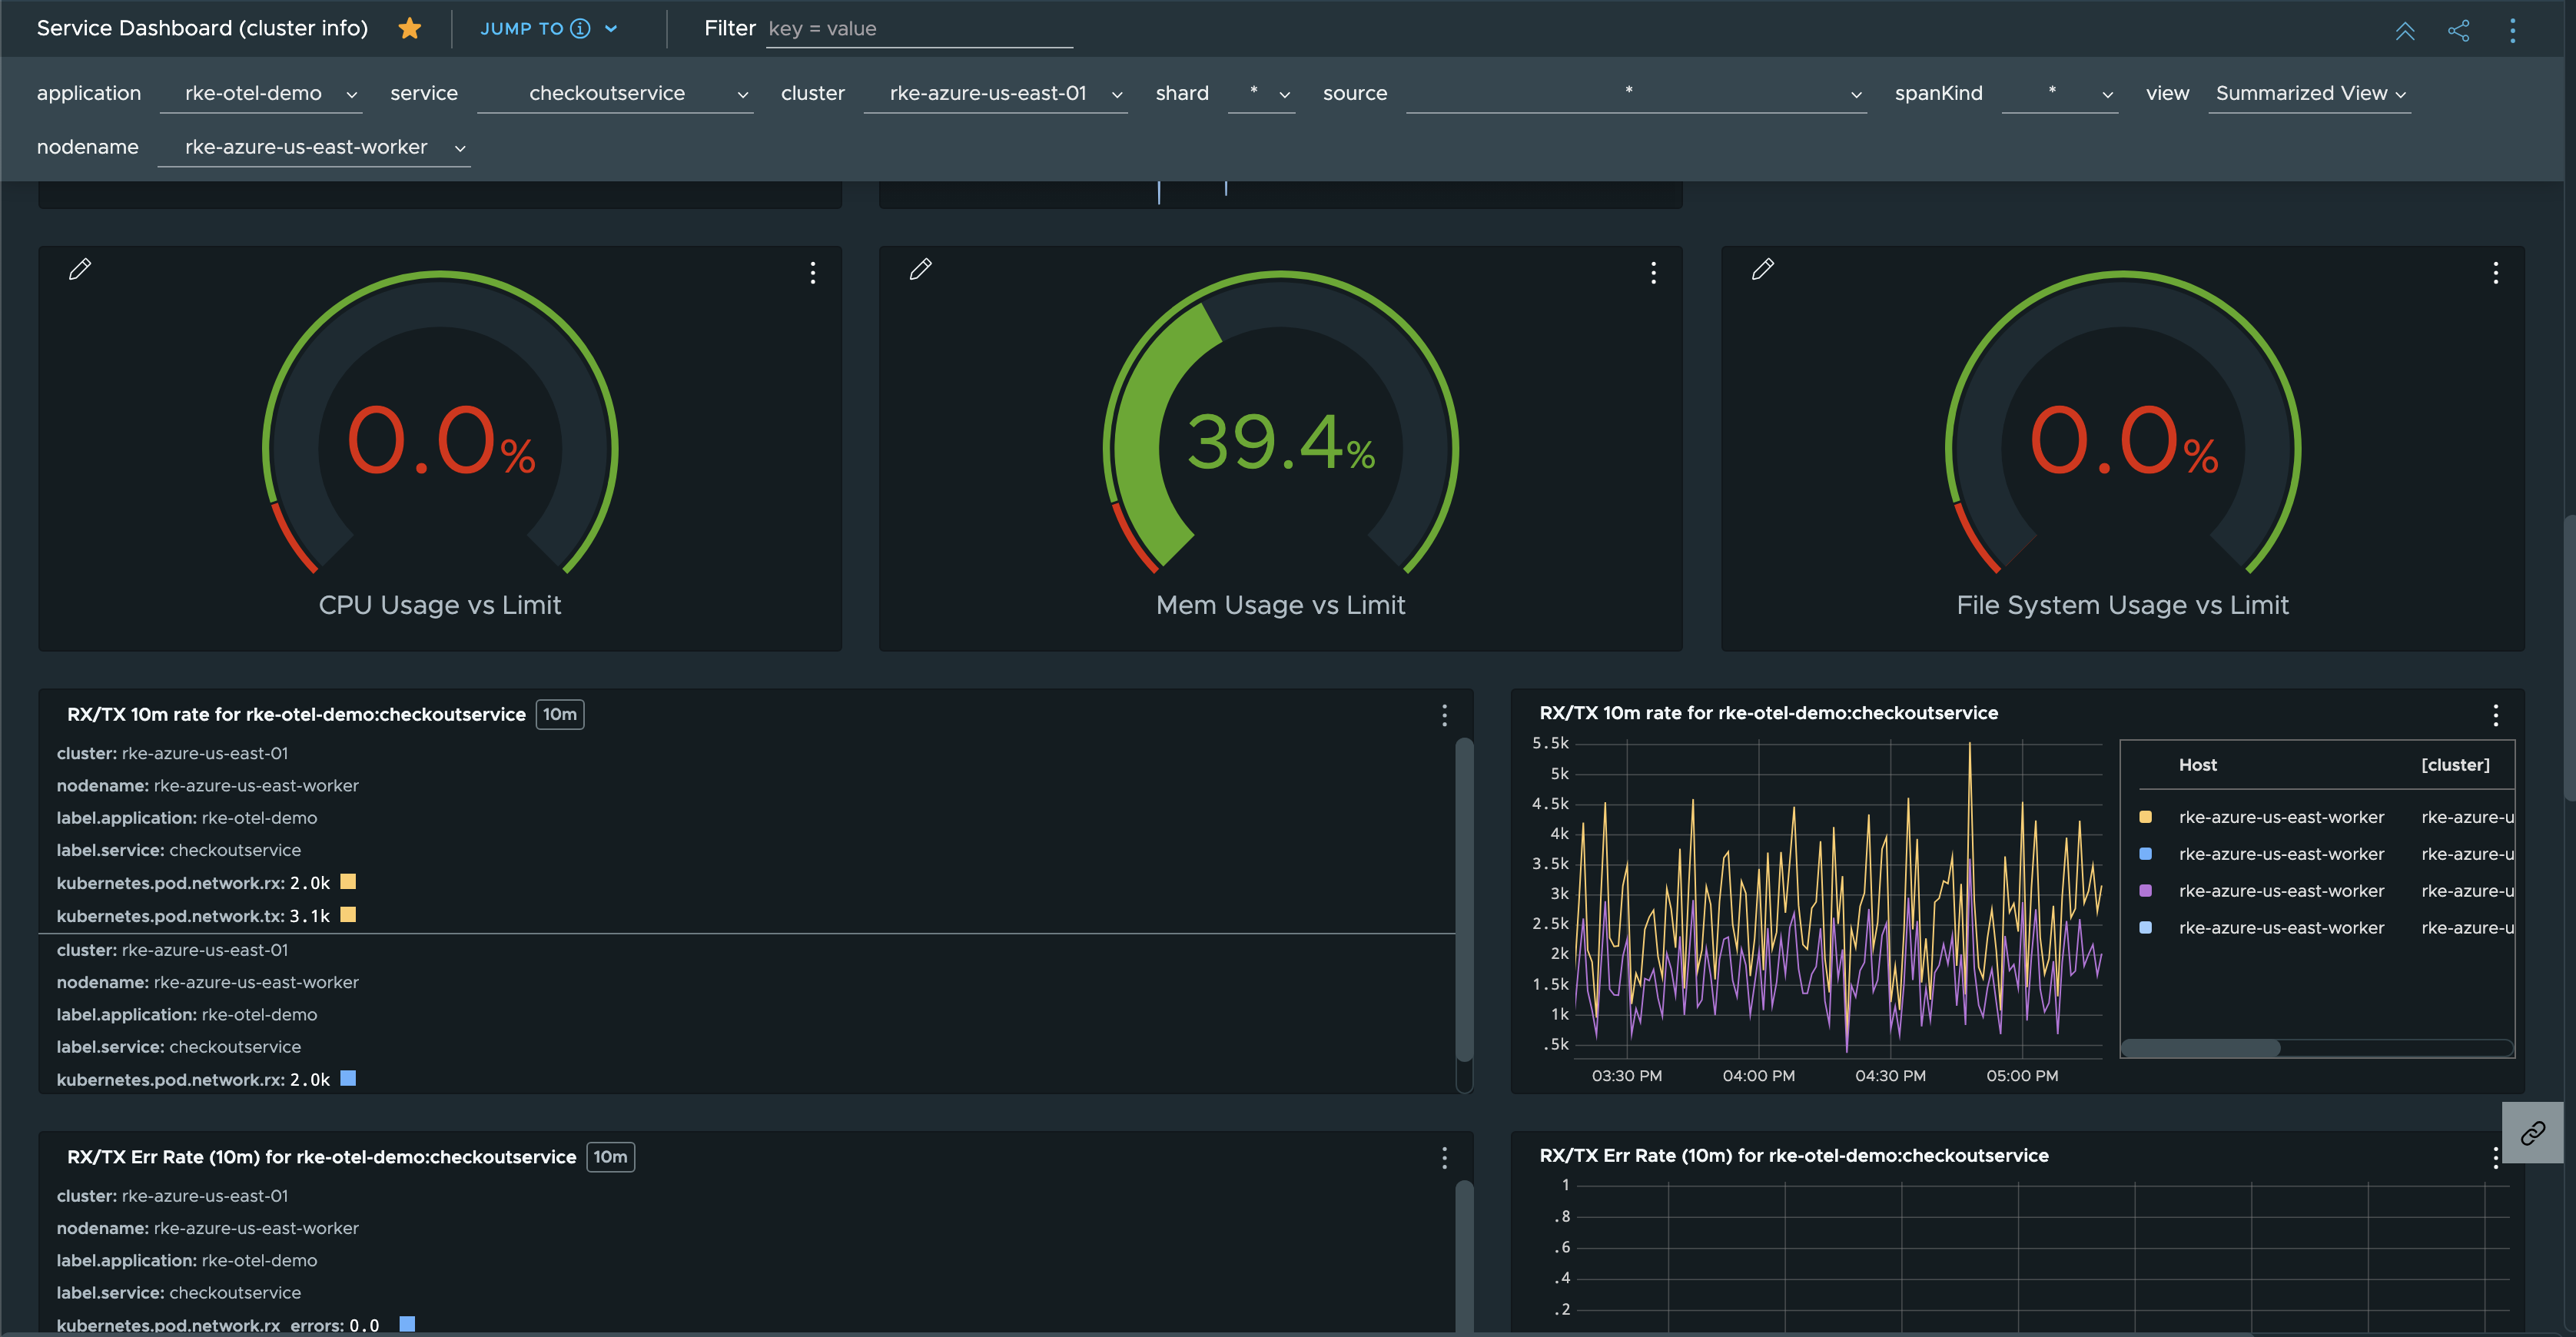 Service Dashboard (cluster info) JUMP TO Filter key = value
application rke-otel-demo service checkoutservice cluster rke-azure-us-east-01 shard * source * spanKind * view Summarized View
nodename rke-azure-us-east-worker
0.0%
CPU Usage vs Limit
39.4%
Mem Usage vs Limit
0.0%
File System Usage vs Limit
RX/TX 10m rate for rke-otel-demo:checkoutservice 10m
cluster: rke-azure-us-east-01
nodename: rke-azure-us-east-worker
label.application: rke-otel-demo
label.service: checkoutservice
kubernetes.pod.network.rx: 2.0k
kubernetes.pod.network.tx: 3.1k
cluster: rke-azure-us-east-01
nodename: rke-azure-us-east-worker
label.application: rke-otel-demo
label.service: checkoutservice
kubernetes.pod.network.rx: 2.0k
RX/TX 10m rate for rke-otel-demo:checkoutservice
5.5k
5k
4.5k
4k
3.5k
3k
2.5k
2k
1.5k
1k
.5k
03:30 PM 04:00 PM 04:30 PM 05:00 PM
Host [cluster]
rke-azure-us-east-worker rke-azure-u
rke-azure-us-east-worker rke-azure-u
rke-azure-us-east-worker rke-azure-u
rke-azure-us-east-worker rke-azure-u
RX/TX Err Rate (10m) for rke-otel-demo:checkoutservice 10m
cluster: rke-azure-us-east-01
nodename: rke-azure-us-east-worker
label.application: rke-otel-demo
label.service: checkoutservice
kubernetes.pod.network.rx_errors: 0.0
RX/TX Err Rate (10m) for rke-otel-demo:checkoutservice
1
.8
.6
.4
.2